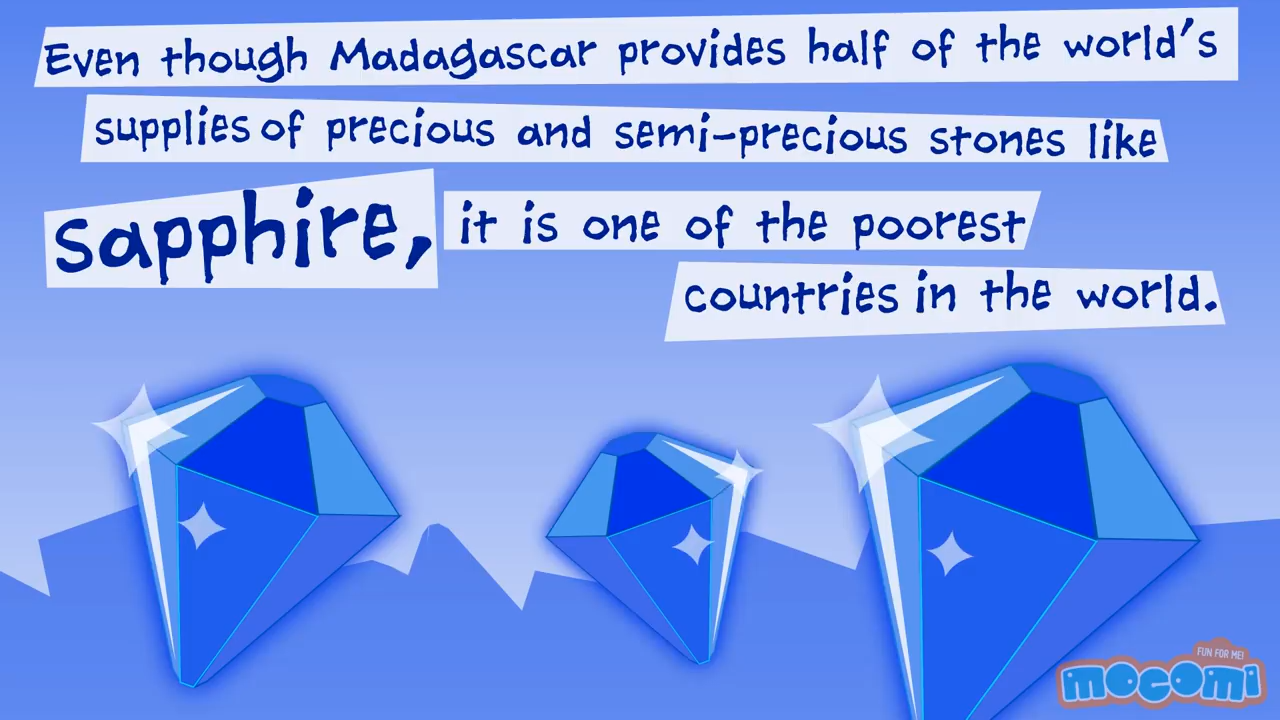 Even though Madagascar provides half of the world's
supplies of precious and semi-precious stones like
sapphire, it is one of the poorest
countries in the world.
FUN FOR ME!
mocomi